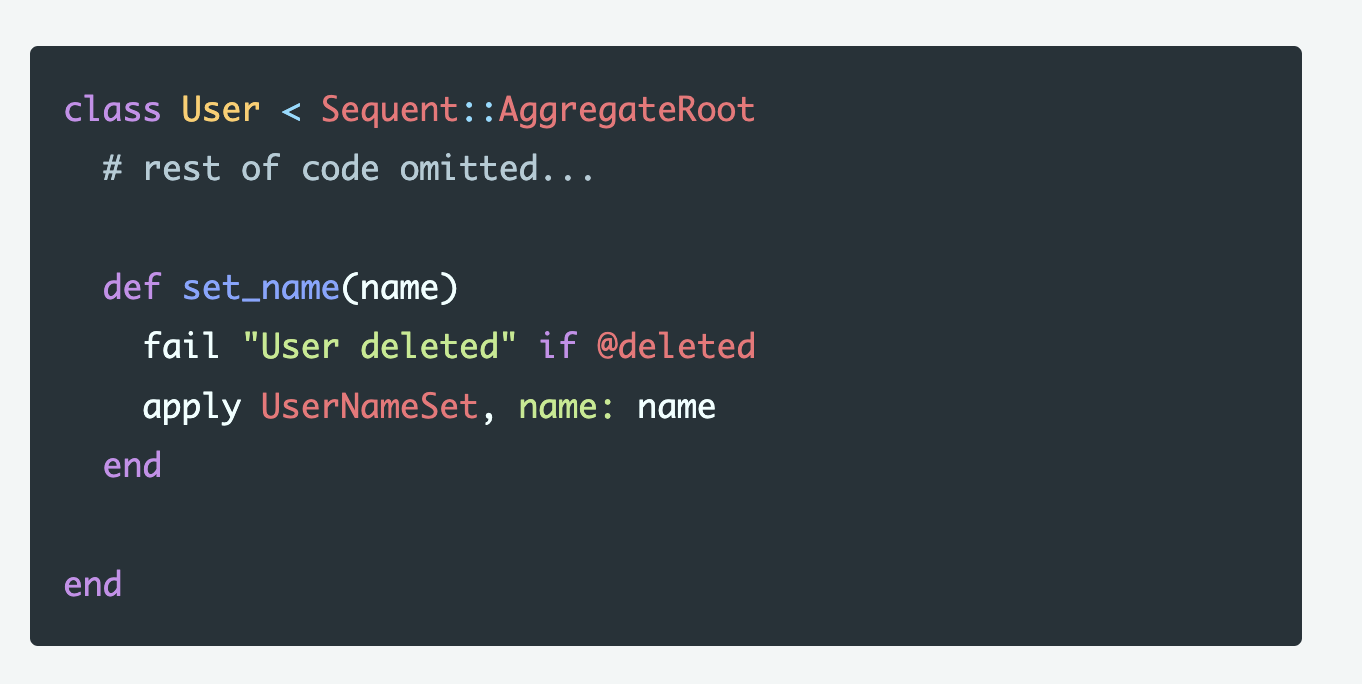 class User < Sequent::AggregateRoot
  # rest of code omitted...

  def set_name(name)
    fail "User deleted" if @deleted
    apply UserNameSet, name: name
  end

end